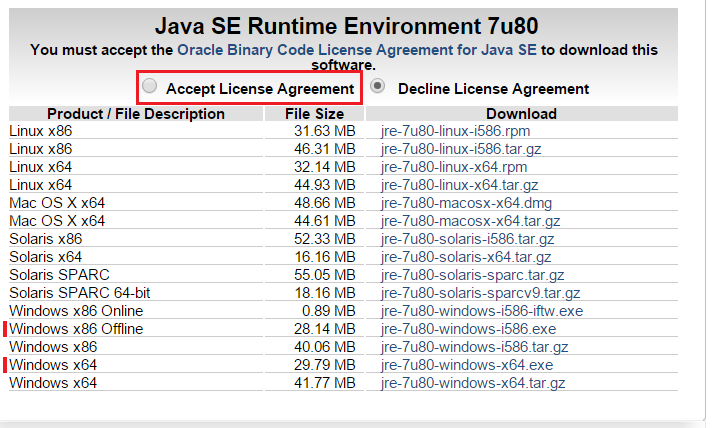 Java SE Runtime Environment 7u80
You must accept the Oracle Binary Code License Agreement for Java SE to download this
software.
Accept License Agreement Decline License Agreement
Product / File Description File Size Download
Linux x86 31.63 MB jre-7u80-linux-i586.rpm
Linux x86 46.31 MB jre-7u80-linux-i586.tar.gz
Linux x64 32.14 MB jre-7u80-linux-x64.rpm
Linux x64 44.93 MB jre-7u80-linux-x64.tar.gz
Mac OS X x64 48.66 MB jre-7u80-macosx-x64.dmg
Mac OS X x64 44.61 MB jre-7u80-macosx-x64.tar.gz
Solaris x86 52.33 MB jre-7u80-solaris-i586.tar.gz
Solaris x64 16.16 MB jre-7u80-solaris-x64.tar.gz
Solaris SPARC 55.05 MB jre-7u80-solaris-sparc.tar.gz
Solaris SPARC 64-bit 18.16 MB jre-7u80-solaris-sparcv9.tar.gz
Windows x86 Online 0.89 MB jre-7u80-windows-i586-iftw.exe
Windows x86 Offline 28.14 MB jre-7u80-windows-i586.exe
Windows x86 40.06 MB jre-7u80-windows-i586.tar.gz
Windows x64 29.79 MB jre-7u80-windows-x64.exe
Windows x64 41.77 MB jre-7u80-windows-x64.tar.gz